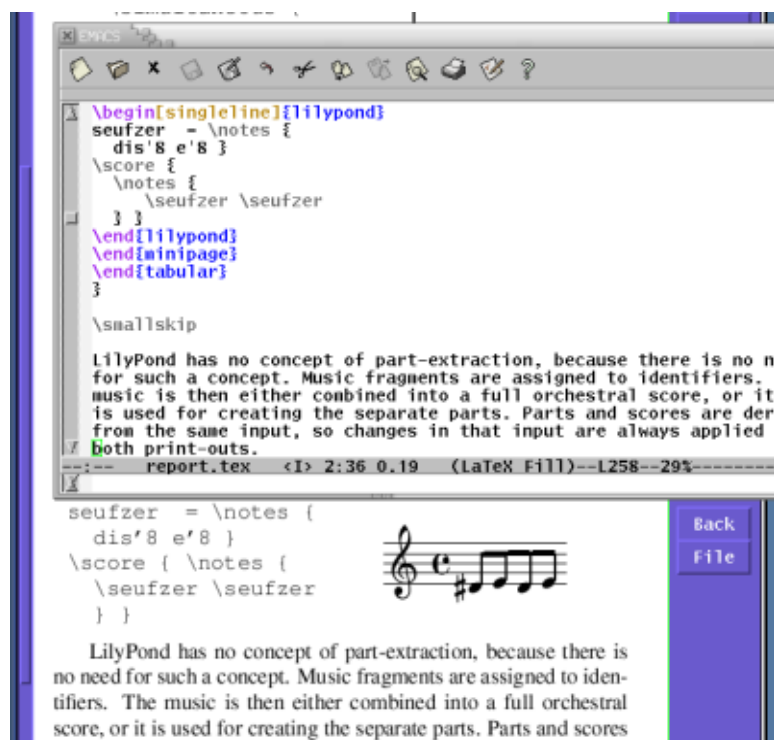 EMACS
\begin[singleline]{lilypond}
seufzer = \notes {
dis'8 e'8 }
\score {
\notes {
\seufzer \seufzer
} }
\end{lilypond}
\end{minipage}
\end{tabular}
}
\smallskip
LilyPond has no concept of part-extraction, because there is no n
for such a concept. Music fragments are assigned to identifiers.
music is then either combined into a full orchestral score, or it
is used for creating the separate parts. Parts and scores are der
from the same input, so changes in that input are always applied
both print-outs.
--:-- report.tex <I> 2:36 0.19 (LaTeX Fill)--L258--29%--------
seufzer = \notes {
dis'8 e'8 }
\score { \notes {
\seufzer \seufzer
} }
Back
File
LilyPond has no concept of part-extraction, because there is
no need for such a concept. Music fragments are assigned to iden-
tifiers. The music is then either combined into a full orchestral
score, or it is used for creating the separate parts. Parts and scores